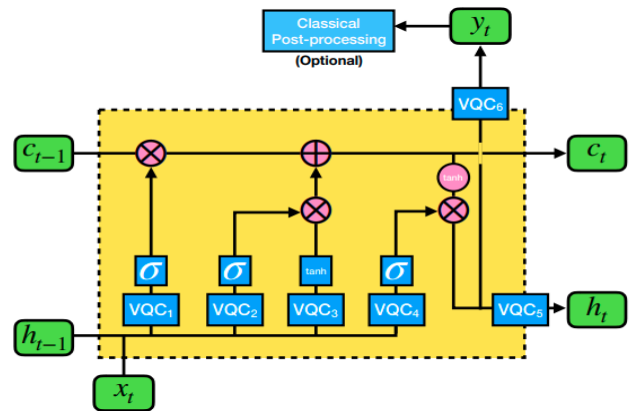 Classical
Post-processing
(Optional)
y_t
VQC₆
c_{t-1}
c_t
tanh
σ
σ
tanh
σ
VQC₁
VQC₂
VQC₃
VQC₄
VQC₅
h_t
h_{t-1}
x_t